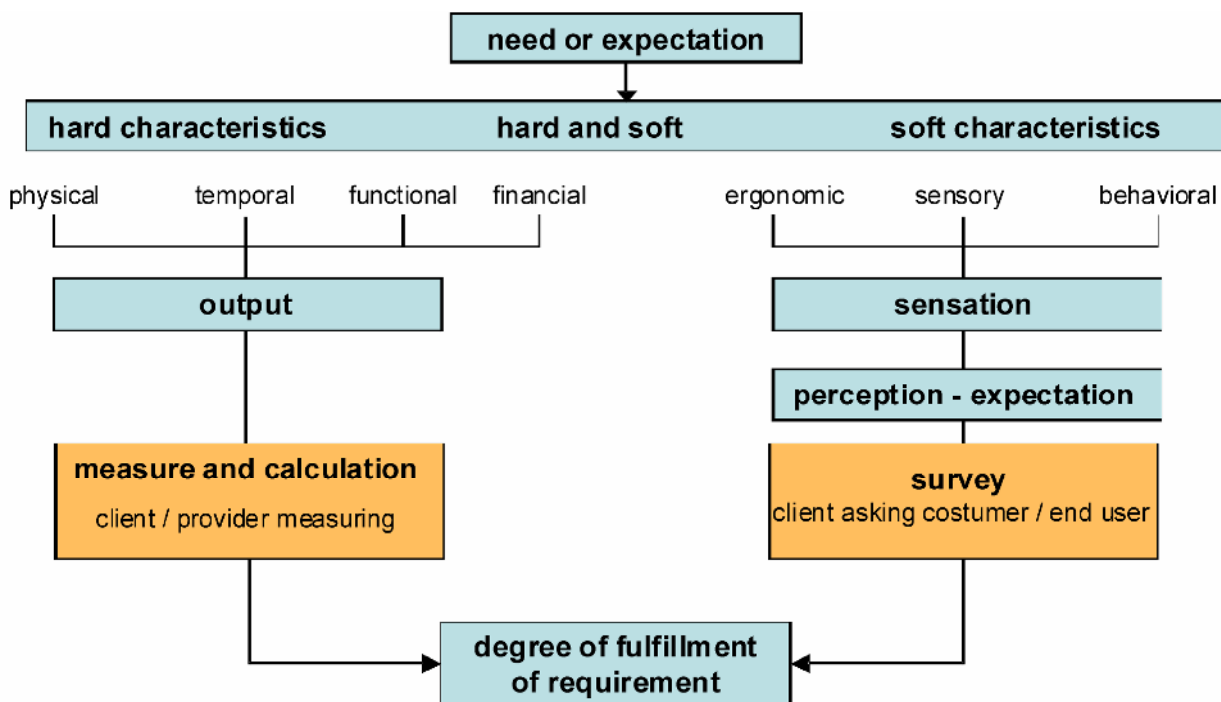 need or expectation
hard characteristics hard and soft soft characteristics
physical temporal functional financial ergonomic sensory behavioral
output
sensation
perception - expectation
measure and calculation
client / provider measuring
survey
client asking costumer / end user
degree of fulfillment
of requirement